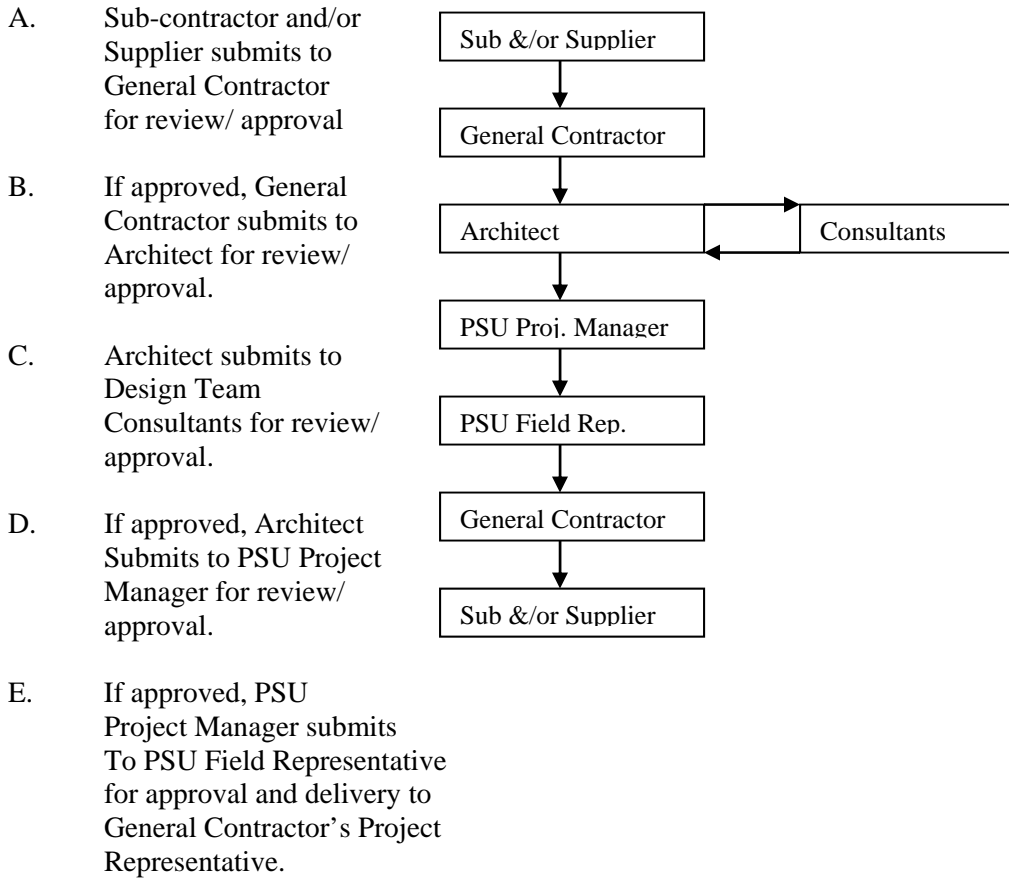 A. Sub-contractor and/or
Supplier submits to
General Contractor
for review/ approval
B. If approved, General
Contractor submits to
Architect for review/
approval.
C. Architect submits to
Design Team
Consultants for review/
approval.
D. If approved, Architect
Submits to PSU Project
Manager for review/
approval.
E. If approved, PSU
Project Manager submits
To PSU Field Representative
for approval and delivery to
General Contractor’s Project
Representative.
Sub &/or Supplier
General Contractor
Architect
Consultants
PSU Proj. Manager
PSU Field Rep.
General Contractor
Sub &/or Supplier